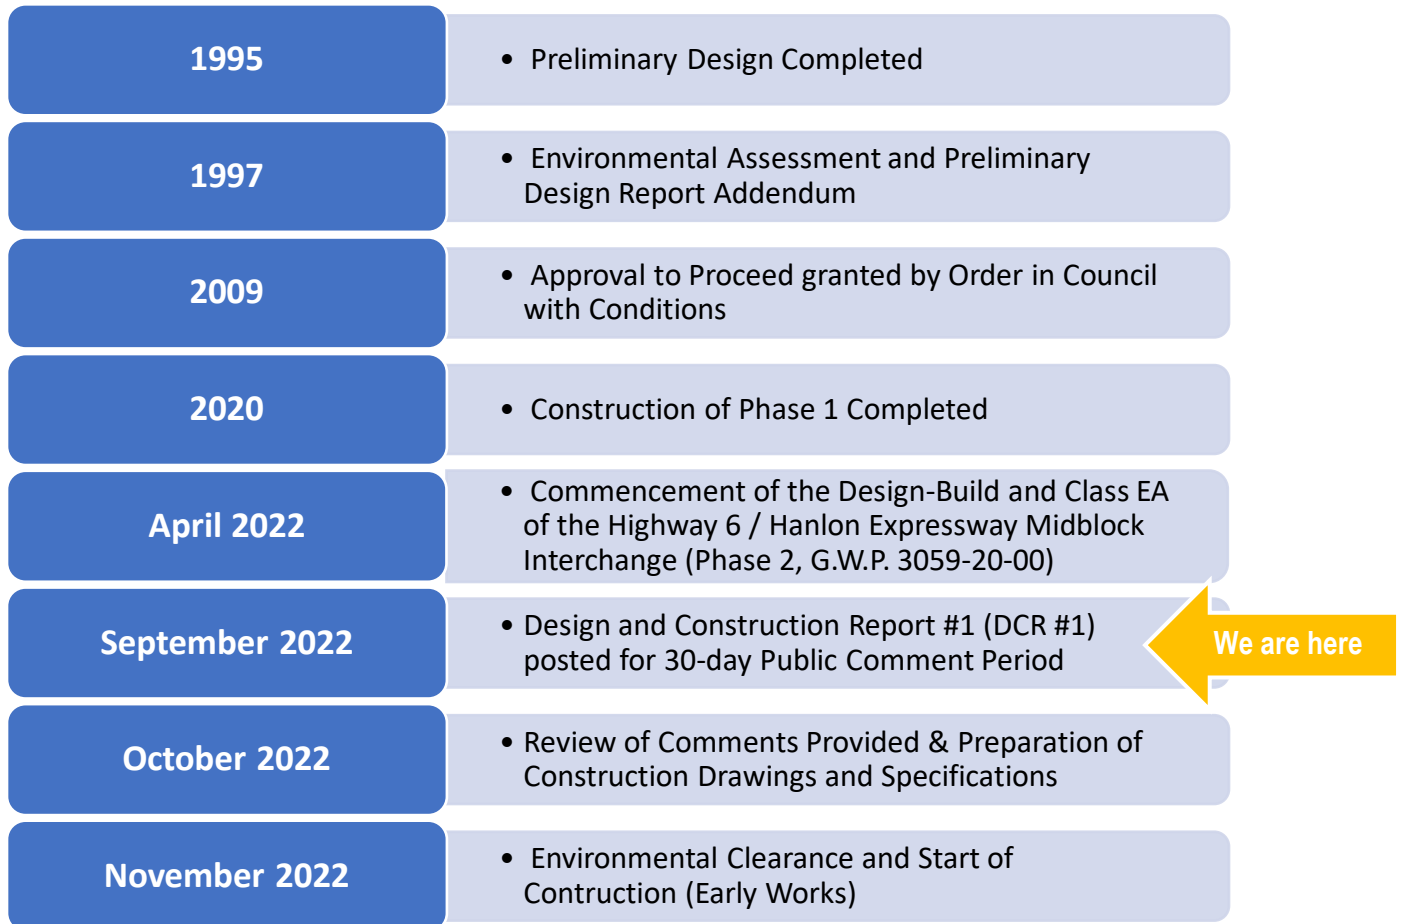 1995
• Preliminary Design Completed
1997
• Environmental Assessment and Preliminary
Design Report Addendum
2009
• Approval to Proceed granted by Order in Council
with Conditions
2020
• Construction of Phase 1 Completed
April 2022
• Commencement of the Design-Build and Class EA
of the Highway 6 / Hanlon Expressway Midblock
Interchange (Phase 2, G.W.P. 3059-20-00)
September 2022
• Design and Construction Report #1 (DCR #1)
posted for 30-day Public Comment Period
We are here
October 2022
• Review of Comments Provided & Preparation of
Construction Drawings and Specifications
November 2022
• Environmental Clearance and Start of
Contruction (Early Works)